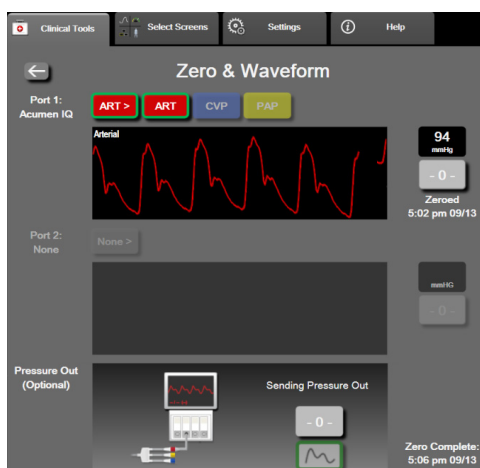 Clinical Tools
Select Screens
Settings
Help
Zero & Waveform
Port 1:
Acumen IQ
ART >
ART
CVP
PAP
Arterial
94
mmHg
- 0 -
Zeroed
5:02 pm 09/13
Port 2:
None
None >
mmHG
- 0 -
Pressure Out
(Optional)
Sending Pressure Out
- 0 -
Zero Complete:
5:06 pm 09/13